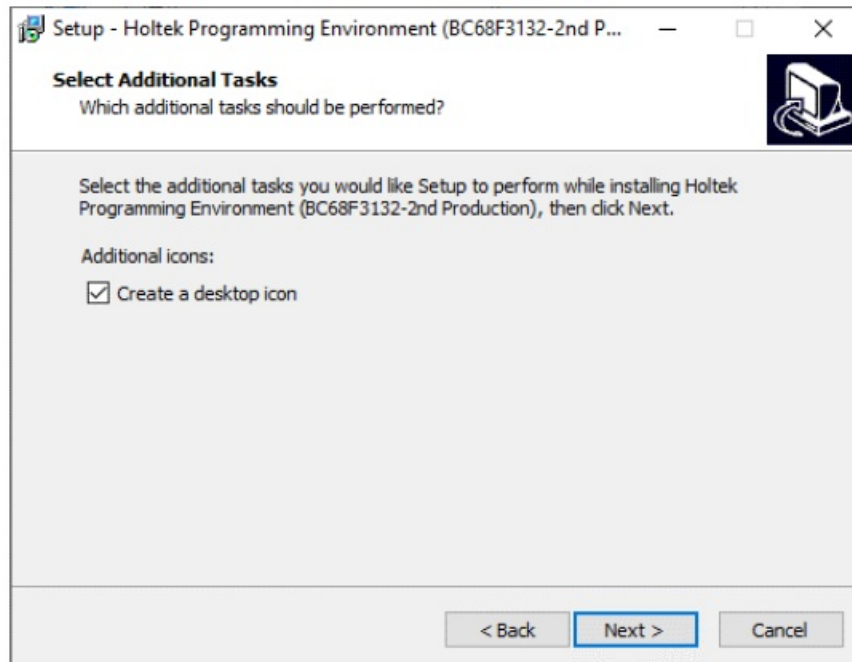 Setup - Holtek Programming Environment (BC68F3132-2nd P...
Select Additional Tasks
Which additional tasks should be performed?
Select the additional tasks you would like Setup to perform while installing Holtek
Programming Environment (BC68F3132-2nd Production), then click Next.
Additional icons:
Create a desktop icon
< Back
Next >
Cancel